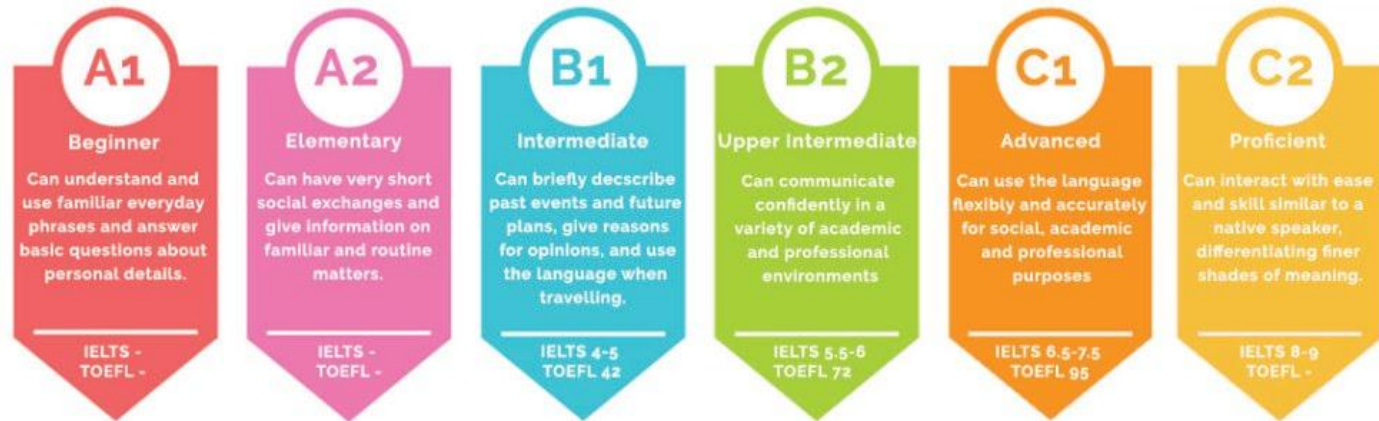 A1
Beginner
Can understand and
use familiar everyday
phrases and answer
basic questions about
personal details.
IELTS -
TOEFL -
A2
Elementary
Can have very short
social exchanges and
give information on
familiar and routine
matters.
IELTS -
TOEFL -
B1
Intermediate
Can briefly decscribe
past events and future
plans, give reasons
for opinions, and use
the language when
travelling.
IELTS 4-5
TOEFL 42
B2
Upper Intermediate
Can communicate
confidently in a
variety of academic
and professional
environments
IELTS 5.5-6
TOEFL 72
C1
Advanced
Can use the language
flexibly and accurately
for social, academic
and professional
purposes
IELTS 6.5-7.5
TOEFL 95
C2
Proficient
Can interact with ease
and skill similar to a
native speaker,
differentiating finer
shades of meaning.
IELTS 8-9
TOEFL -